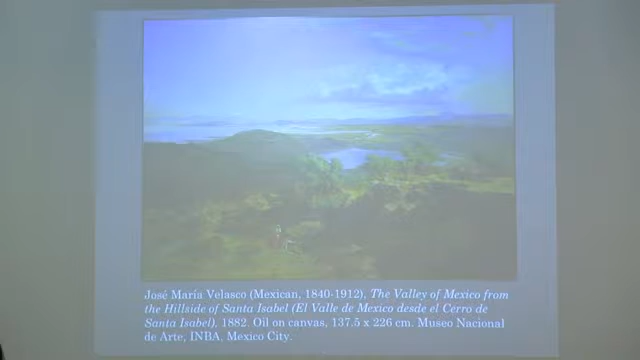 José María Velasco (Mexican, 1840-1912), The Valley of Mexico from
the Hillside of Santa Isabel (El Valle de Mexico desde el Cerro de
Santa Isabel). 1882. Oil on canvas, 137.5 x 226 cm. Museo Nacional
de Arte, INBA, Mexico City.